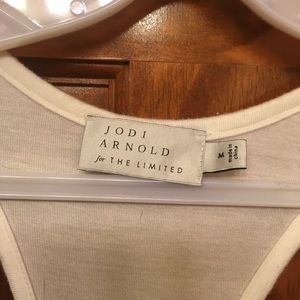 JODI
ARNOLD
for THE LIMITED
M
made in
china